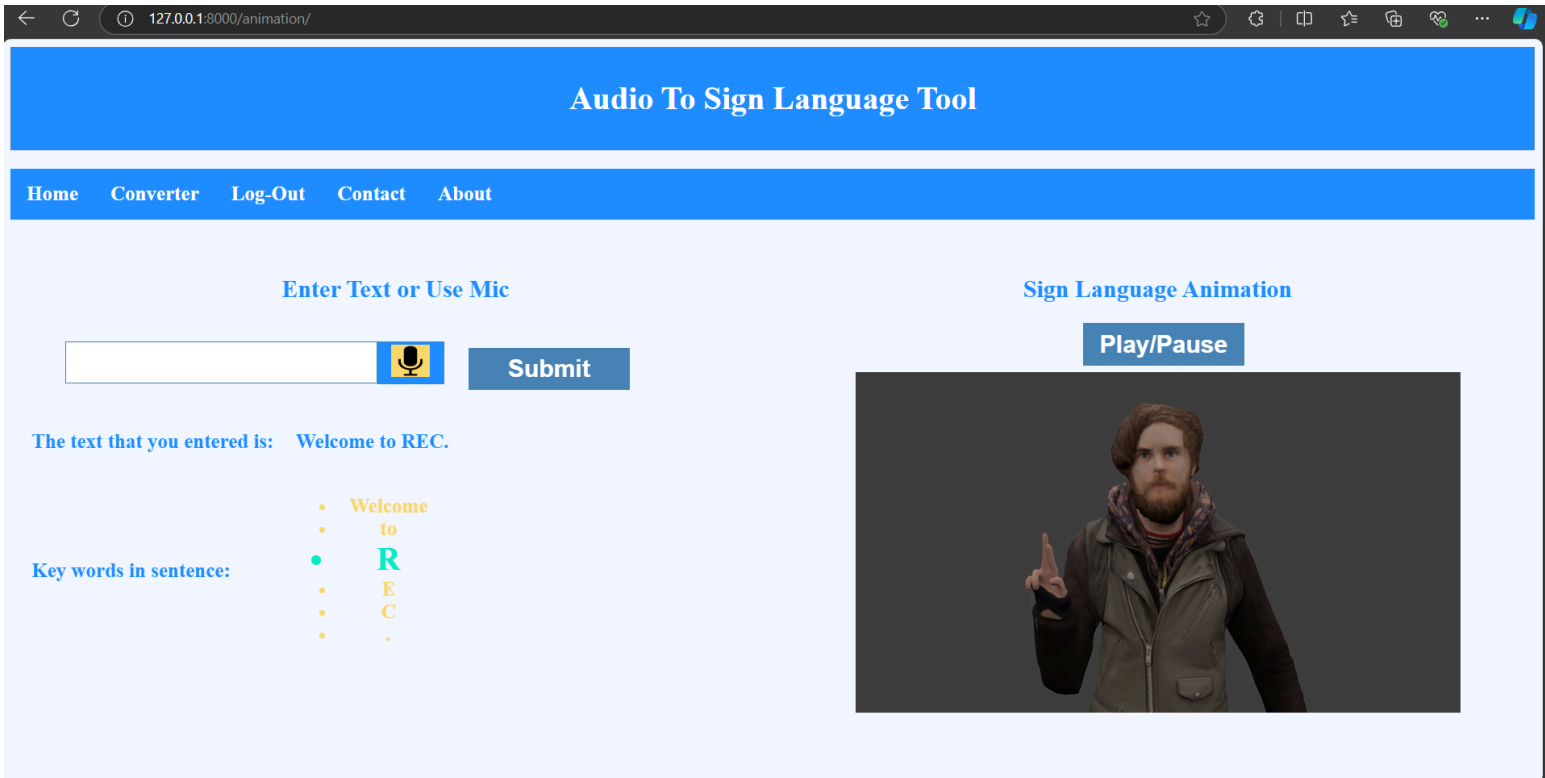 127.0.0.1:8000/animation/
Audio To Sign Language Tool
Home Converter Log-Out Contact About
Enter Text or Use Mic
Submit
The text that you entered is: Welcome to REC.
Key words in sentence:
Welcome
to
R
E
C
.
Sign Language Animation
Play/Pause